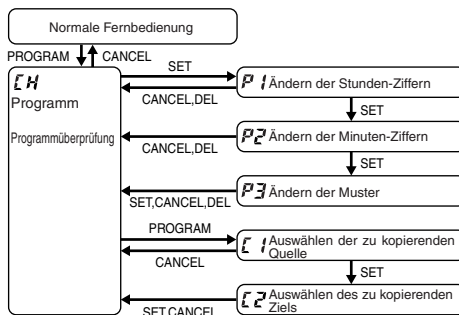 Normale Fernbedienung
PROGRAM
CANCEL
CH
Programm
Programmüberprüfung
SET
CANCEL,DEL
P1 Ändern der Stunden-Ziffern
SET
CANCEL,DEL
P2 Ändern der Minuten-Ziffern
SET
SET,CANCEL,DEL
P3 Ändern der Muster
PROGRAM
CANCEL
C1 Auswählen der zu kopierenden
Quelle
SET
SET,CANCEL
C2 Auswählen des zu kopierenden
Ziels